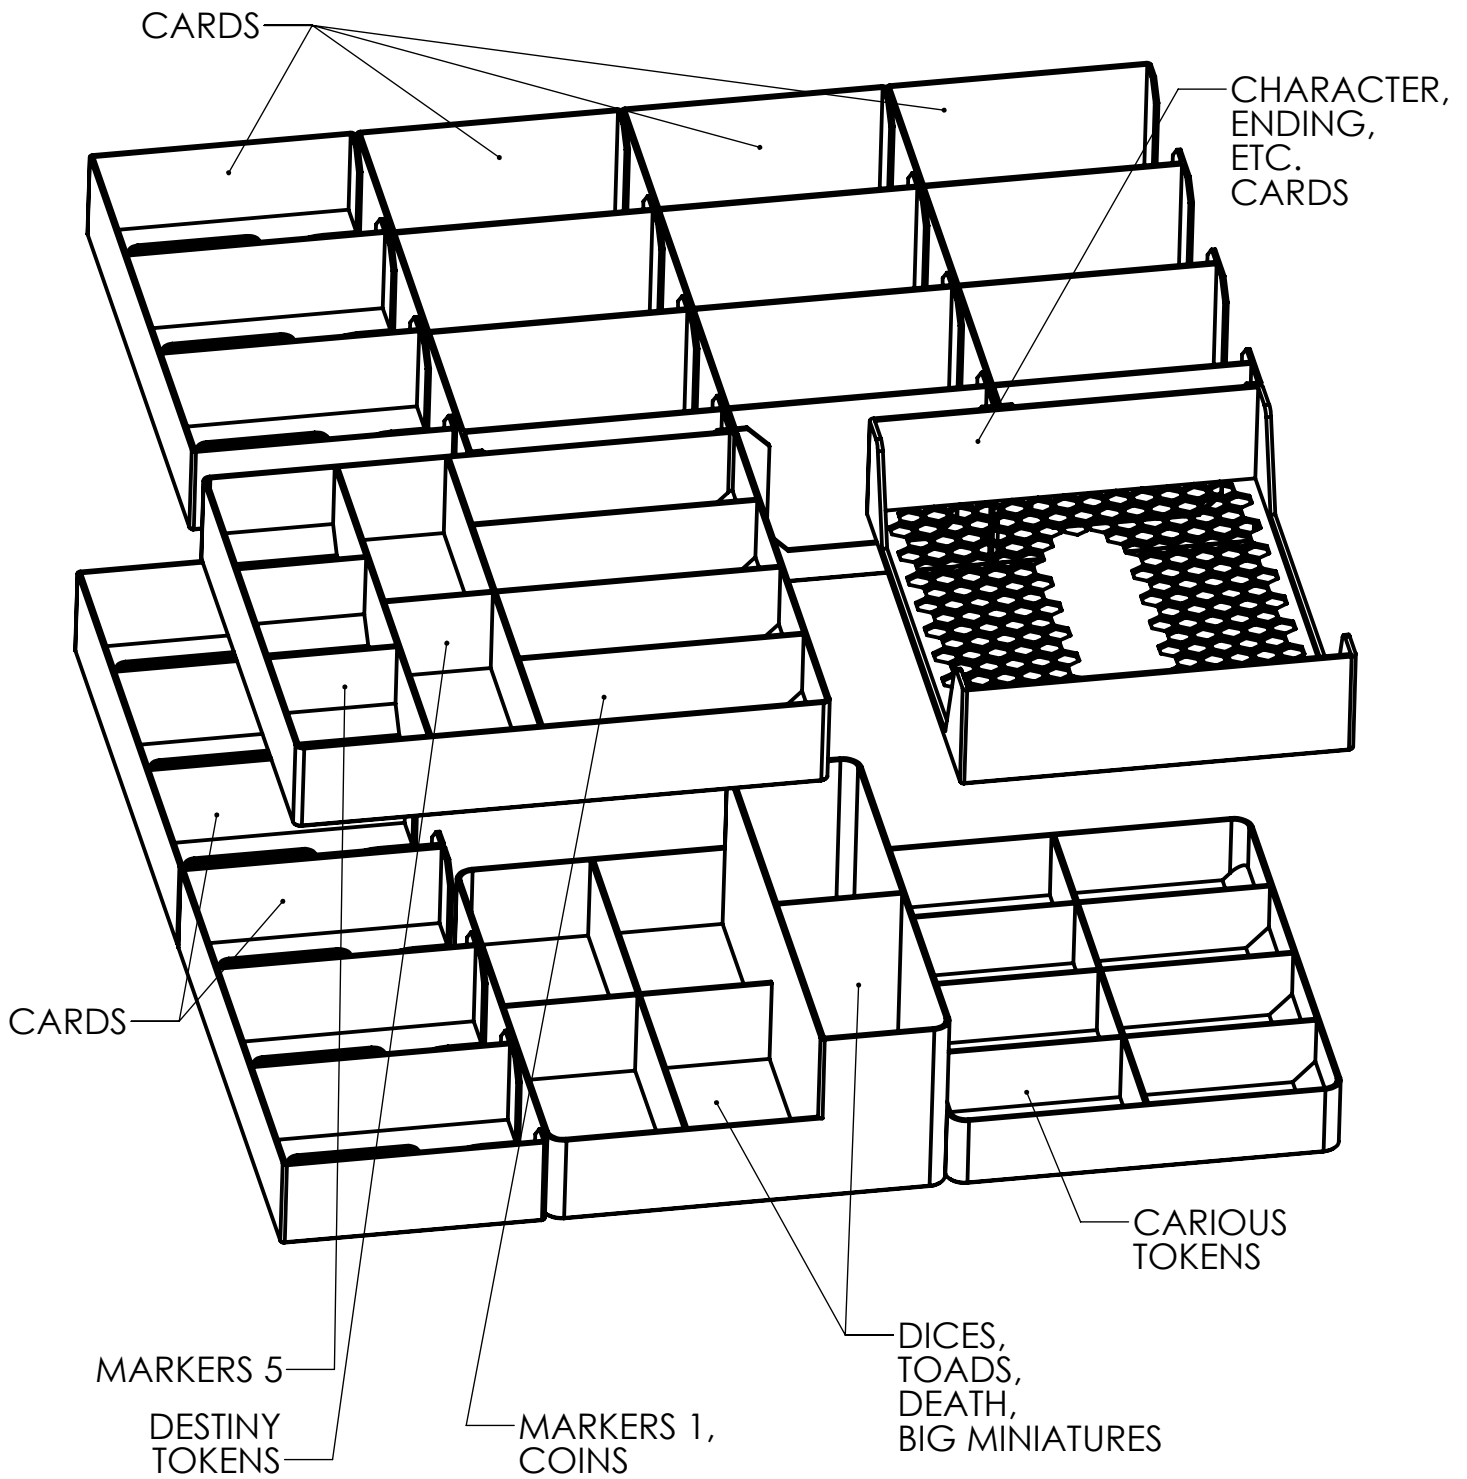 CARDS
CHARACTER,
ENDING,
ETC.
CARDS
CARDS
CARIOUS
TOKENS
DICES,
TOADS,
DEATH,
BIG MINIATURES
MARKERS 5
DESTINY
TOKENS
MARKERS 1,
COINS